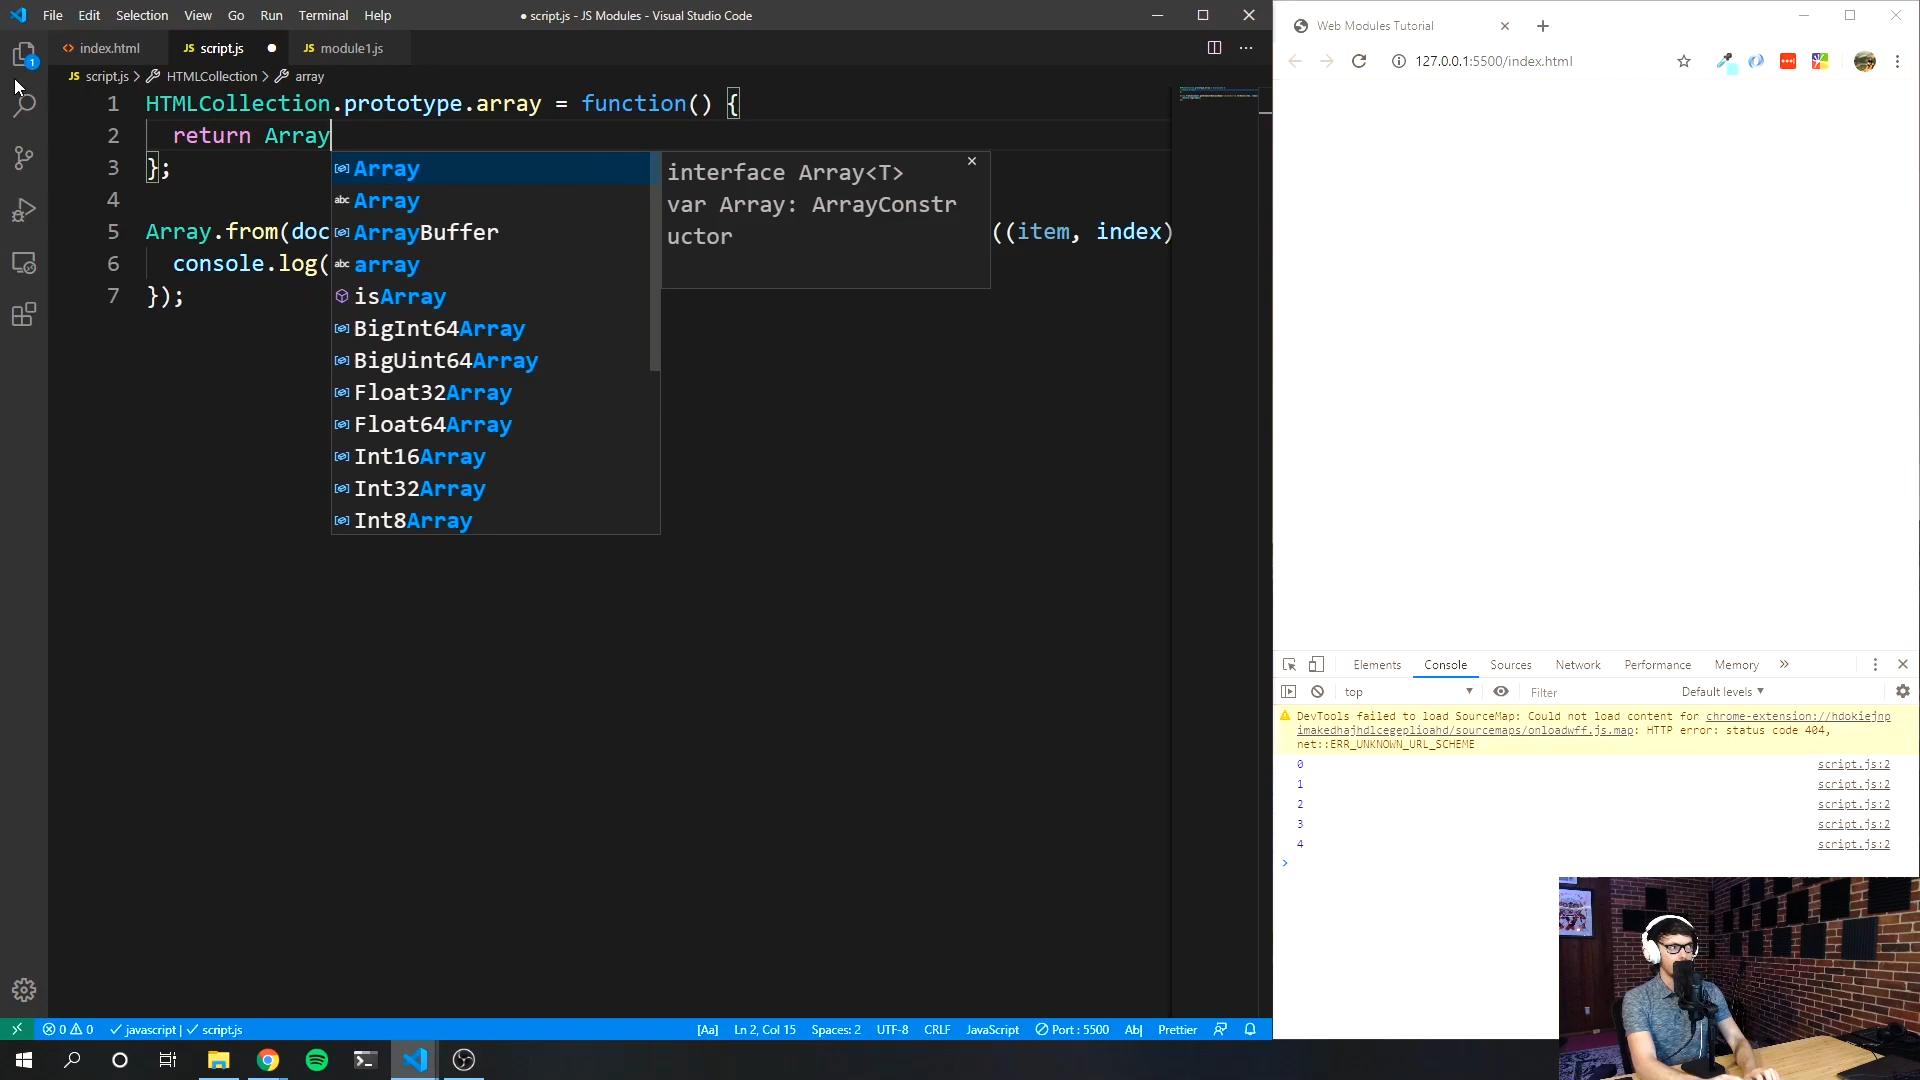 File Edit Selection View Go Run Terminal Help
● script.js - JS Modules - Visual Studio Code
index.html
JS script.js ●
JS module1.js
JS script.js > HTMLCollection > array
1 HTMLCollection.prototype.array = function() {
2 return Array
3 };
4
5 Array.from(doc ((item, index)
6 console.log(
7 });
Array
abc Array
ArrayBuffer
abc array
isArray
BigInt64Array
BigUint64Array
Float32Array
Float64Array
Int16Array
Int32Array
Int8Array
interface Array<T>
var Array: ArrayConstr
uctor
1
0 0 javascript | script.js
[Aa] Ln 2, Col 15 Spaces: 2 UTF-8 CRLF JavaScript Port : 5500 Ab| Prettier
Web Modules Tutorial
127.0.0.1:5500/index.html
Elements Console Sources Network Performance Memory »
top Filter Default levels ▼
DevTools failed to load SourceMap: Could not load content for chrome-extension://hdokiejnp
imakedhajhdlcegeplioahd/sourcemaps/onloadwff.js.map: HTTP error: status code 404,
net::ERR_UNKNOWN_URL_SCHEME
0 script.js:2
1 script.js:2
2 script.js:2
3 script.js:2
4 script.js:2
>